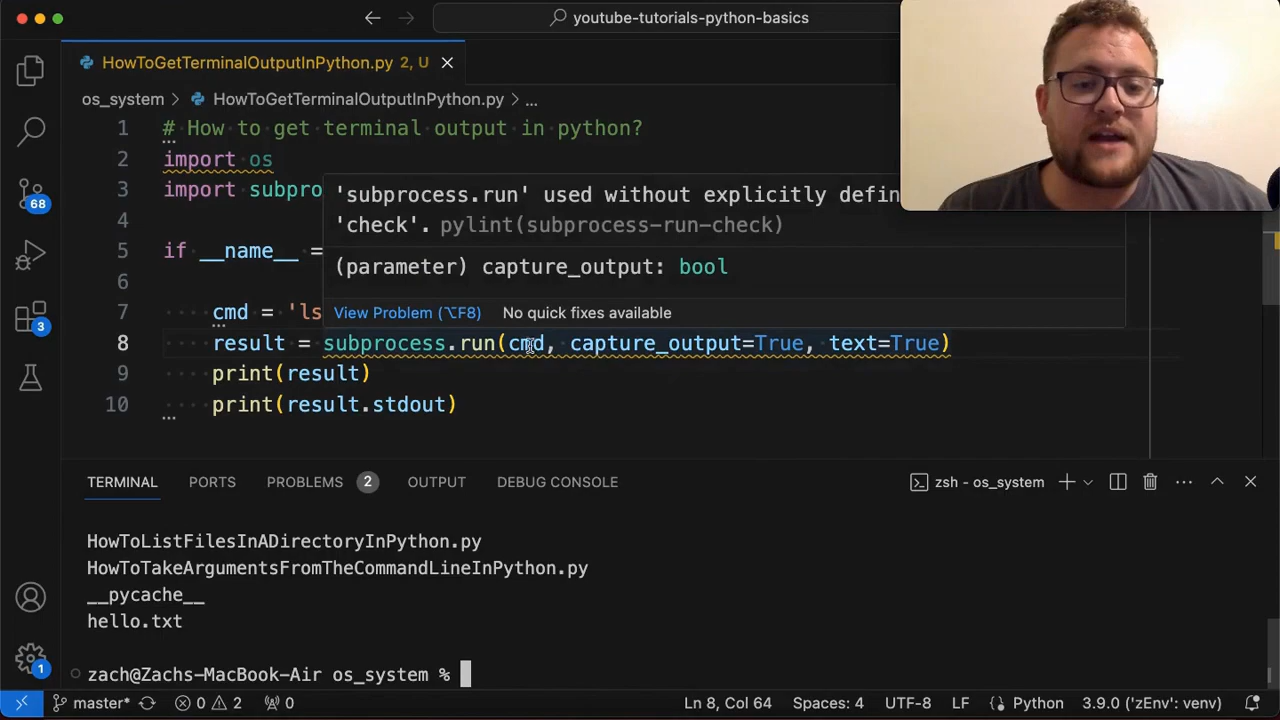 youtube-tutorials-python-basics
HowToGetTerminalOutputInPython.py 2, U
os_system > HowToGetTerminalOutputInPython.py > ...
1 # How to get terminal output in python?
2 import os
3 import subpro
4
5 if __name__ =
6
7 cmd = 'ls
8 result = subprocess.run(cmd, capture_output=True, text=True)
9 print(result)
10 print(result.stdout)
'subprocess.run' used without explicitly defin
'check'. pylint(subprocess-run-check)
(parameter) capture_output: bool
View Problem (⌥F8) No quick fixes available
68
3
TERMINAL PORTS PROBLEMS 2 OUTPUT DEBUG CONSOLE zsh - os_system
HowToListFilesInADirectoryInPython.py
HowToTakeArgumentsFromTheCommandLineInPython.py
__pycache__
hello.txt
zach@Zachs-MacBook-Air os_system %
1
master* 0 2 0 Ln 8, Col 64 Spaces: 4 UTF-8 LF Python 3.9.0 ('zEnv': venv)